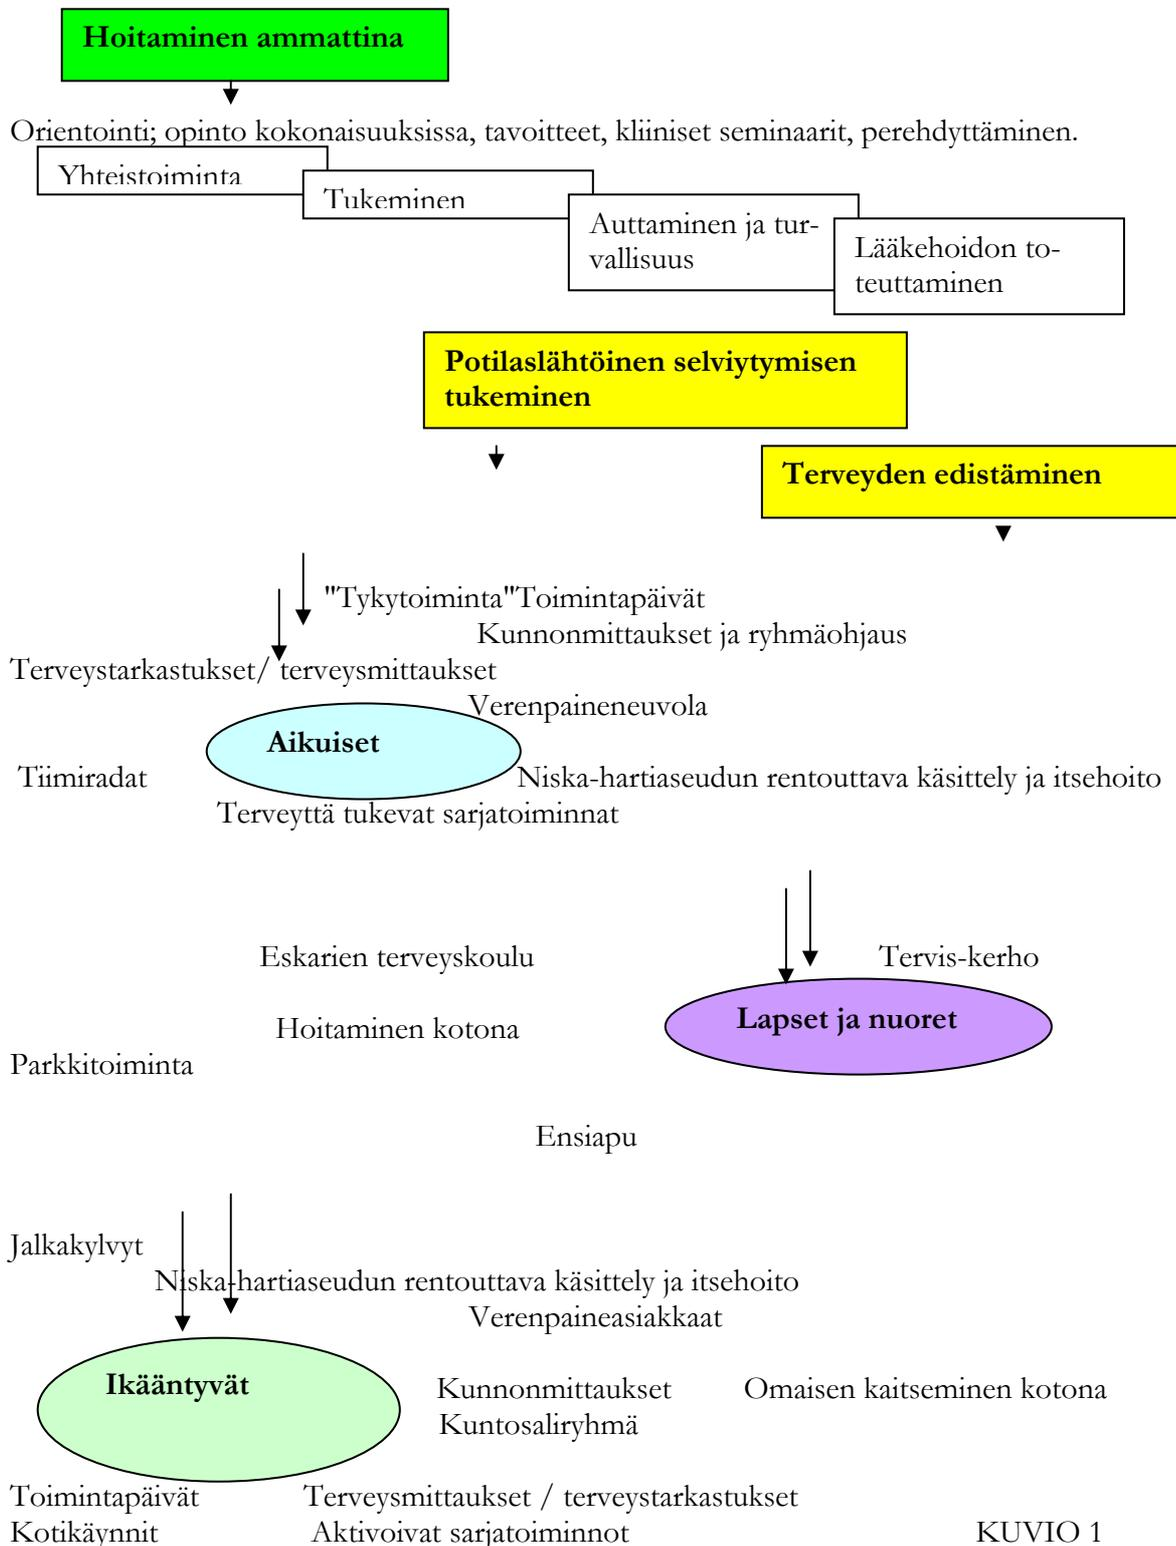 Hoitaminen ammattina
Orientointi; opinto kokonaisuuksissa, tavoitteet, kliiniset seminaarit, perehdyttäminen.
Yhteistoiminta
Tukeminen
Auttaminen ja tur-
vallisuus
Lääkehoidon to-
teuttaminen
Potilaslähtöinen selviytymisen
tukeminen
Terveyden edistäminen
"Tykytoiminta"Toimintapäivät
Kunnonmittaukset ja ryhmäohjaus
Terveystarkastukset/ terveysmittaukset
Verenpaineneuvola
Aikuiset
Tiimiradat
Niska-hartiaseudun rentouttava käsittely ja itsehoito
Terveyttä tukevat sarjatoiminnat
Eskarien terveyskoulu
Tervis-kerho
Lapset ja nuoret
Hoitaminen kotona
Parkkitoiminta
Ensiapu
Jalkakylvyt
Niska-hartiaseudun rentouttava käsittely ja itsehoito
Verenpaineasiakkaat
Ikääntyvät
Kunnonmittaukset Omaisen kaitseminen kotona
Kuntosaliryhmä
Toimintapäivät Terveysmittaukset / terveystarkastukset
Kotikäynnit Aktivoivat sarjatoiminnot KUVIO 1